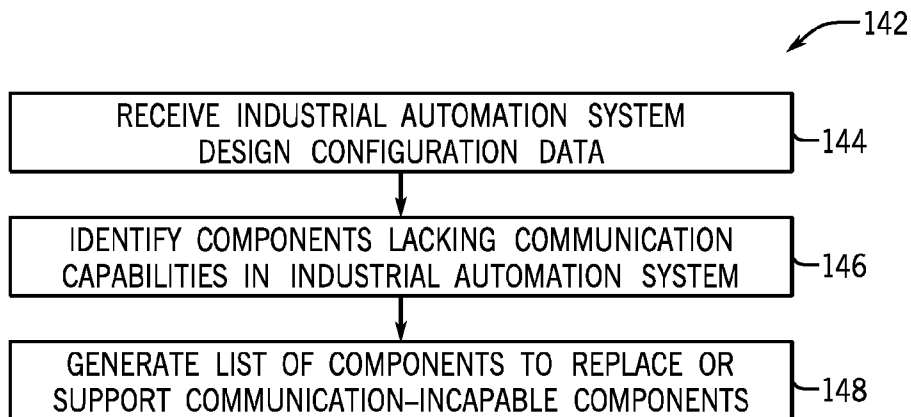 142
RECEIVE INDUSTRIAL AUTOMATION SYSTEM
DESIGN CONFIGURATION DATA
144
IDENTIFY COMPONENTS LACKING COMMUNICATION
CAPABILITIES IN INDUSTRIAL AUTOMATION SYSTEM
146
GENERATE LIST OF COMPONENTS TO REPLACE OR
SUPPORT COMMUNICATION–INCAPABLE COMPONENTS
148